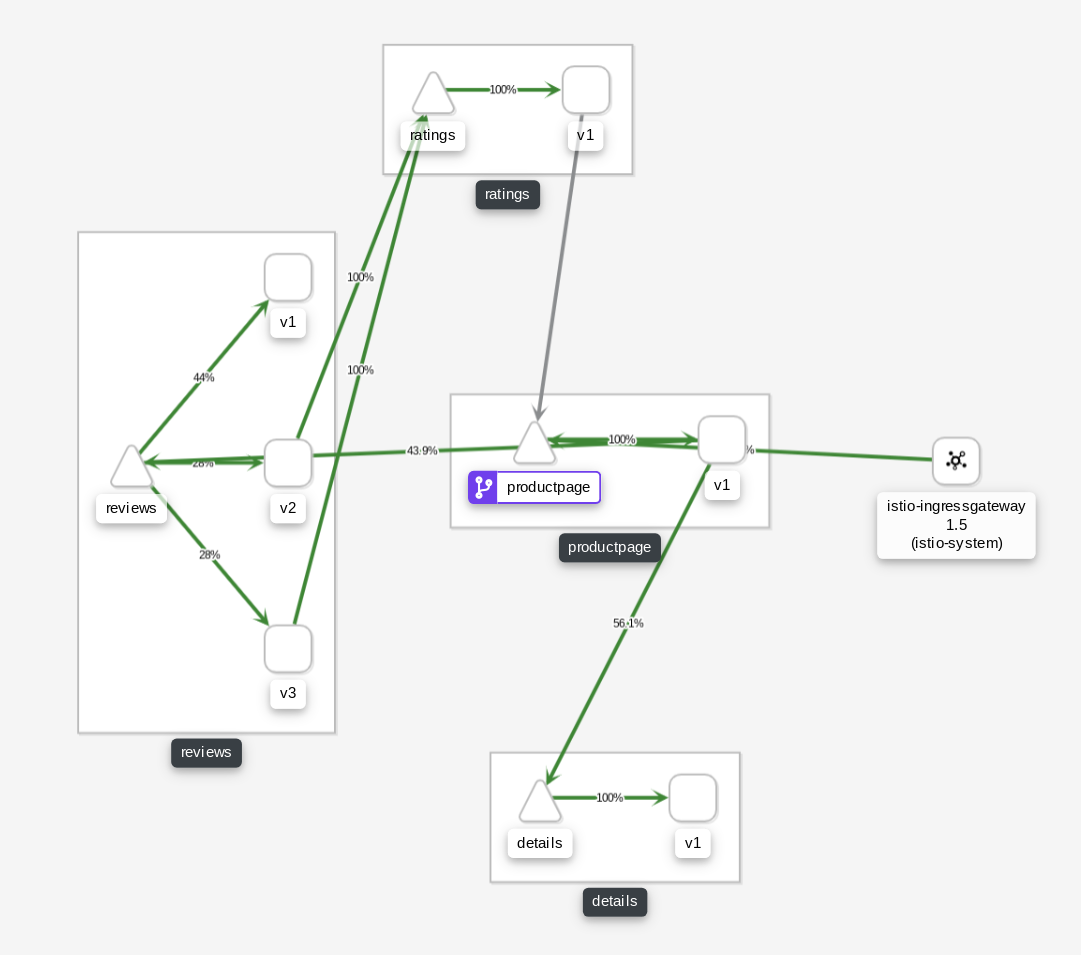 100%
ratings
v1
ratings
100%
v1
44%
100%
43.9%
28%
reviews
v2
28%
v3
reviews
100%
%
productpage
v1
productpage
istio-ingressgateway
1.5
(istio-system)
56.1%
100%
details
v1
details